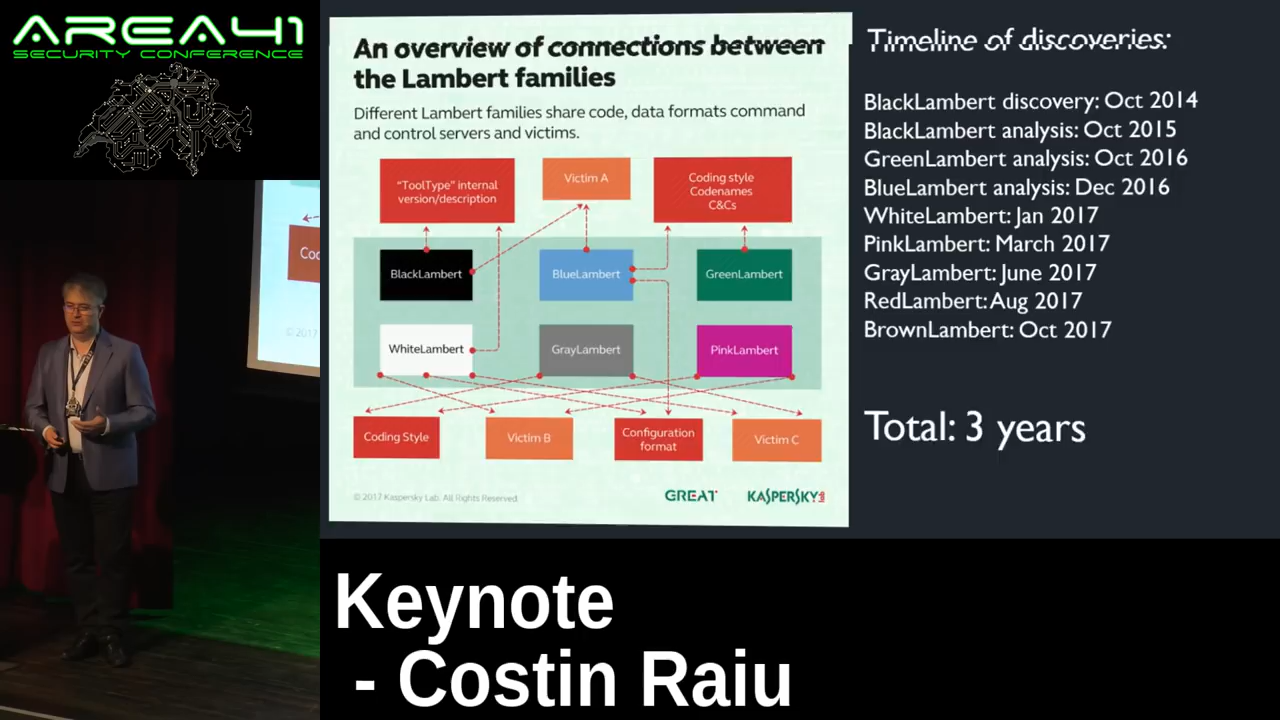 AREA41
SECURITY CONFERENCE
An overview of connections between
the Lambert families
Different Lambert families share code, data formats command
and control servers and victims.
"ToolType" internal
version/description
Victim A
Coding style
Codenames
C&Cs
BlackLambert
BlueLambert
GreenLambert
WhiteLambert
GrayLambert
PinkLambert
Coding Style
Victim B
Configuration
format
Victim C
© 2017 Kaspersky Lab. All Rights Reserved.
GREAT
KASPERSKY lab
Timeline of discoveries:
BlackLambert discovery: Oct 2014
BlackLambert analysis: Oct 2015
GreenLambert analysis: Oct 2016
BlueLambert analysis: Dec 2016
WhiteLambert: Jan 2017
PinkLambert: March 2017
GrayLambert: June 2017
RedLambert: Aug 2017
BrownLambert: Oct 2017
Total: 3 years
© 2017
Keynote
- Costin Raiu